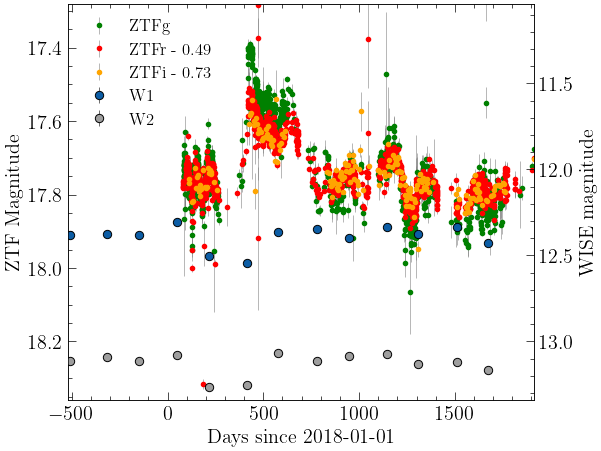 ZTFg
ZTFr - 0.49
ZTFi - 0.73
W1
W2
17.4
17.6
17.8
18.0
18.2
ZTF Magnitude
11.5
12.0
12.5
13.0
WISE magnitude
−500
0
500
1000
1500
Days since 2018-01-01